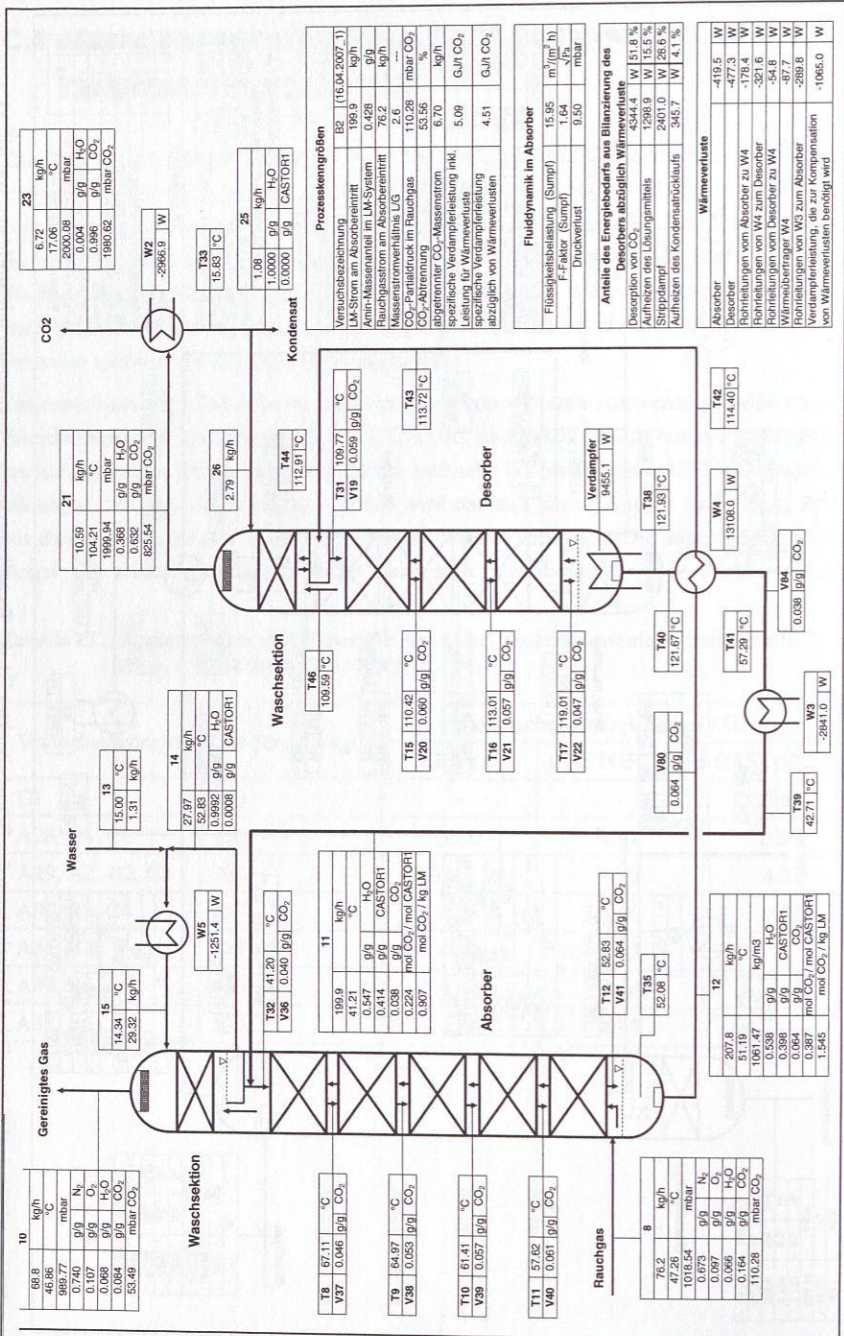 10
68.8 kg/h
46.86 °C
989.77 mbar
0.740 g/g N2
0.107 g/g O2
0.068 g/g H2O
0.084 g/g CO2
53.49 mbar CO2
Gereinigtes Gas
Waschsektion
15
14.34 °C
29.32 kg/h
W5
-1251.4 W
Wasser
13
15.00 °C
1.31 kg/h
14
27.97 kg/h
52.83 °C
0.9992 g/g H2O
0.0008 g/g CASTOR1
T32 41.20 °C
V36 0.040 g/g CO2
11
199.9 kg/h
41.21 °C
0.547 g/g H2O
0.414 g/g CASTOR1
0.038 g/g CO2
0.224 mol CO2 / mol CASTOR1
0.907 mol CO2 / kg LM
Absorber
T8 67.11 °C
V37 0.046 g/g CO2
T9 64.97 °C
V38 0.053 g/g CO2
T10 61.41 °C
V39 0.057 g/g CO2
T11 57.62 °C
V40 0.061 g/g CO2
T12 52.83 °C
V41 0.064 g/g CO2
T35
52.08 °C
Rauchgas
8
76.2 kg/h
47.26 °C
1018.54 mbar
0.673 g/g N2
0.097 g/g O2
0.066 g/g H2O
0.164 g/g CO2
110.28 mbar CO2
12
207.8 kg/h
51.19 °C
1061.47 kg/m3
0.538 g/g H2O
0.398 g/g CASTOR1
0.064 g/g CO2
0.387 mol CO2 / mol CASTOR1
1.545 mol CO2 / kg LM
21
10.59 kg/h
104.21 °C
1999.94 mbar
0.368 g/g H2O
0.632 g/g CO2
825.54 mbar CO2
CO2
23
6.72 kg/h
17.06 °C
2000.08 mbar
0.004 g/g H2O
0.996 g/g CO2
1980.62 mbar CO2
W2
-2966.9 W
T33
15.83 °C
25
1.08 kg/h
1.0000 g/g H2O
0.0000 g/g CASTOR1
Kondensat
26
2.79 kg/h
Waschsektion
T46
109.59 °C
T44
112.91 °C
T31 109.77 °C
V19 0.059 g/g CO2
T43
113.72 °C
Desorber
T15 110.42 °C
V20 0.060 g/g CO2
T16 113.01 °C
V21 0.057 g/g CO2
T17 119.01 °C
V22 0.047 g/g CO2
Verdampfer
9455.1 W
T38
121.93 °C
T42
114.40 °C
W4
13108.0 W
T40
121.67 °C
T41
57.29 °C
V80
0.064 g/g CO2
V84
0.038 g/g CO2
W3
-2841.0 W
T39
42.71 °C
Prozesskenngrößen
Versuchsbezeichnung B2 (16.04.2007_1)
LM-Strom am Absorbereintritt 199.9 kg/h
Amin-Massenanteil im LM-System 0.428 g/g
Rauchgasstrom am Absorbereintritt 76.2 kg/h
Massenstromverhältnis L/G 2.6 ---
CO2-Partialdruck im Rauchgas 110.28 mbar CO2
CO2-Abtrennung 53.56 %
abgetrennter CO2-Massenstrom 6.70 kg/h
spezifische Verdampferleistung inkl.
Leistung für Wärmeverluste 5.09 GJ/t CO2
spezifische Verdampferleistung
abzüglich von Wärmeverlusten 4.51 GJ/t CO2
Fluiddynamik im Absorber
Flüssigkeitsbelastung (Sumpf) 15.95 m³/(m² h)
F-Faktor (Sumpf) 1.64 √Pa
Druckverlust 9.50 mbar
Anteile des Energiebedarfs aus Bilanzierung des
Desorbers abzüglich Wärmeverluste
Desorption von CO2 4344.4 W 51.8 %
Aufheizen des Lösungsmittels 1298.9 W 15.5 %
Strippdampf 2401.0 W 28.6 %
Aufheizen des Kondensatrücklaufs 345.7 W 4.1 %
Wärmeverluste
Absorber -419.5 W
Desorber -477.3 W
Rohrleitungen vom Absorber zu W4 -178.4 W
Rohrleitungen von W4 zum Desorber -321.6 W
Rohrleitungen vom Desorber zu W4 -54.8 W
Wärmeübertrager W4 -87.7 W
Rohrleitungen von W3 zum Absorber -289.8 W
Verdampferleistung, die zur Kompensation
von Wärmeverlusten benötigt wird -1065.0 W